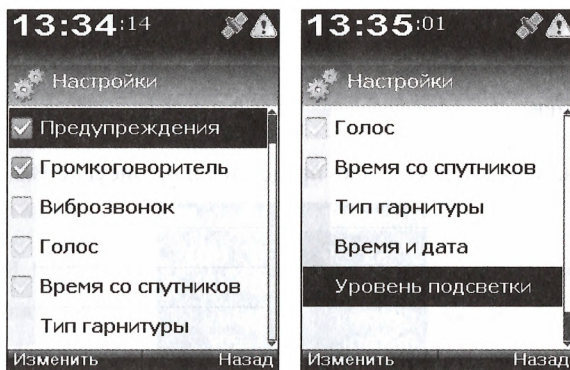 13:34:14
Настройки
Предупреждения
Громкоговоритель
Виброзвонок
Голос
Время со спутников
Тип гарнитуры
Изменить Назад
13:35:01
Настройки
Голос
Время со спутников
Тип гарнитуры
Время и дата
Уровень подсветки
Изменить Назад